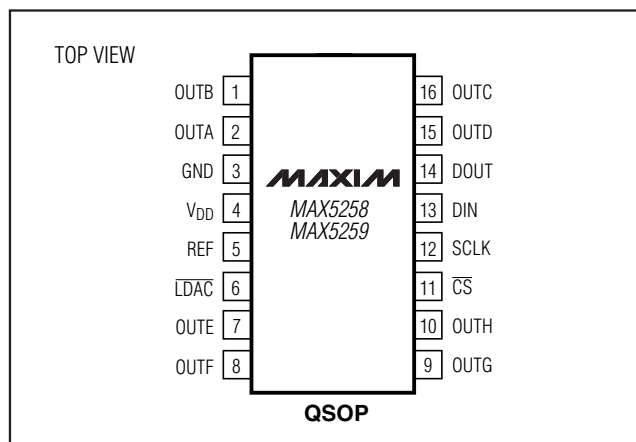 TOP VIEW
OUTB 1
OUTA 2
GND 3
VDD 4
REF 5
LDAC 6
OUTE 7
OUTF 8
MAXIM
MAX5258
MAX5259
16 OUTC
15 OUTD
14 DOUT
13 DIN
12 SCLK
11 CS
10 OUTH
9 OUTG
QSOP